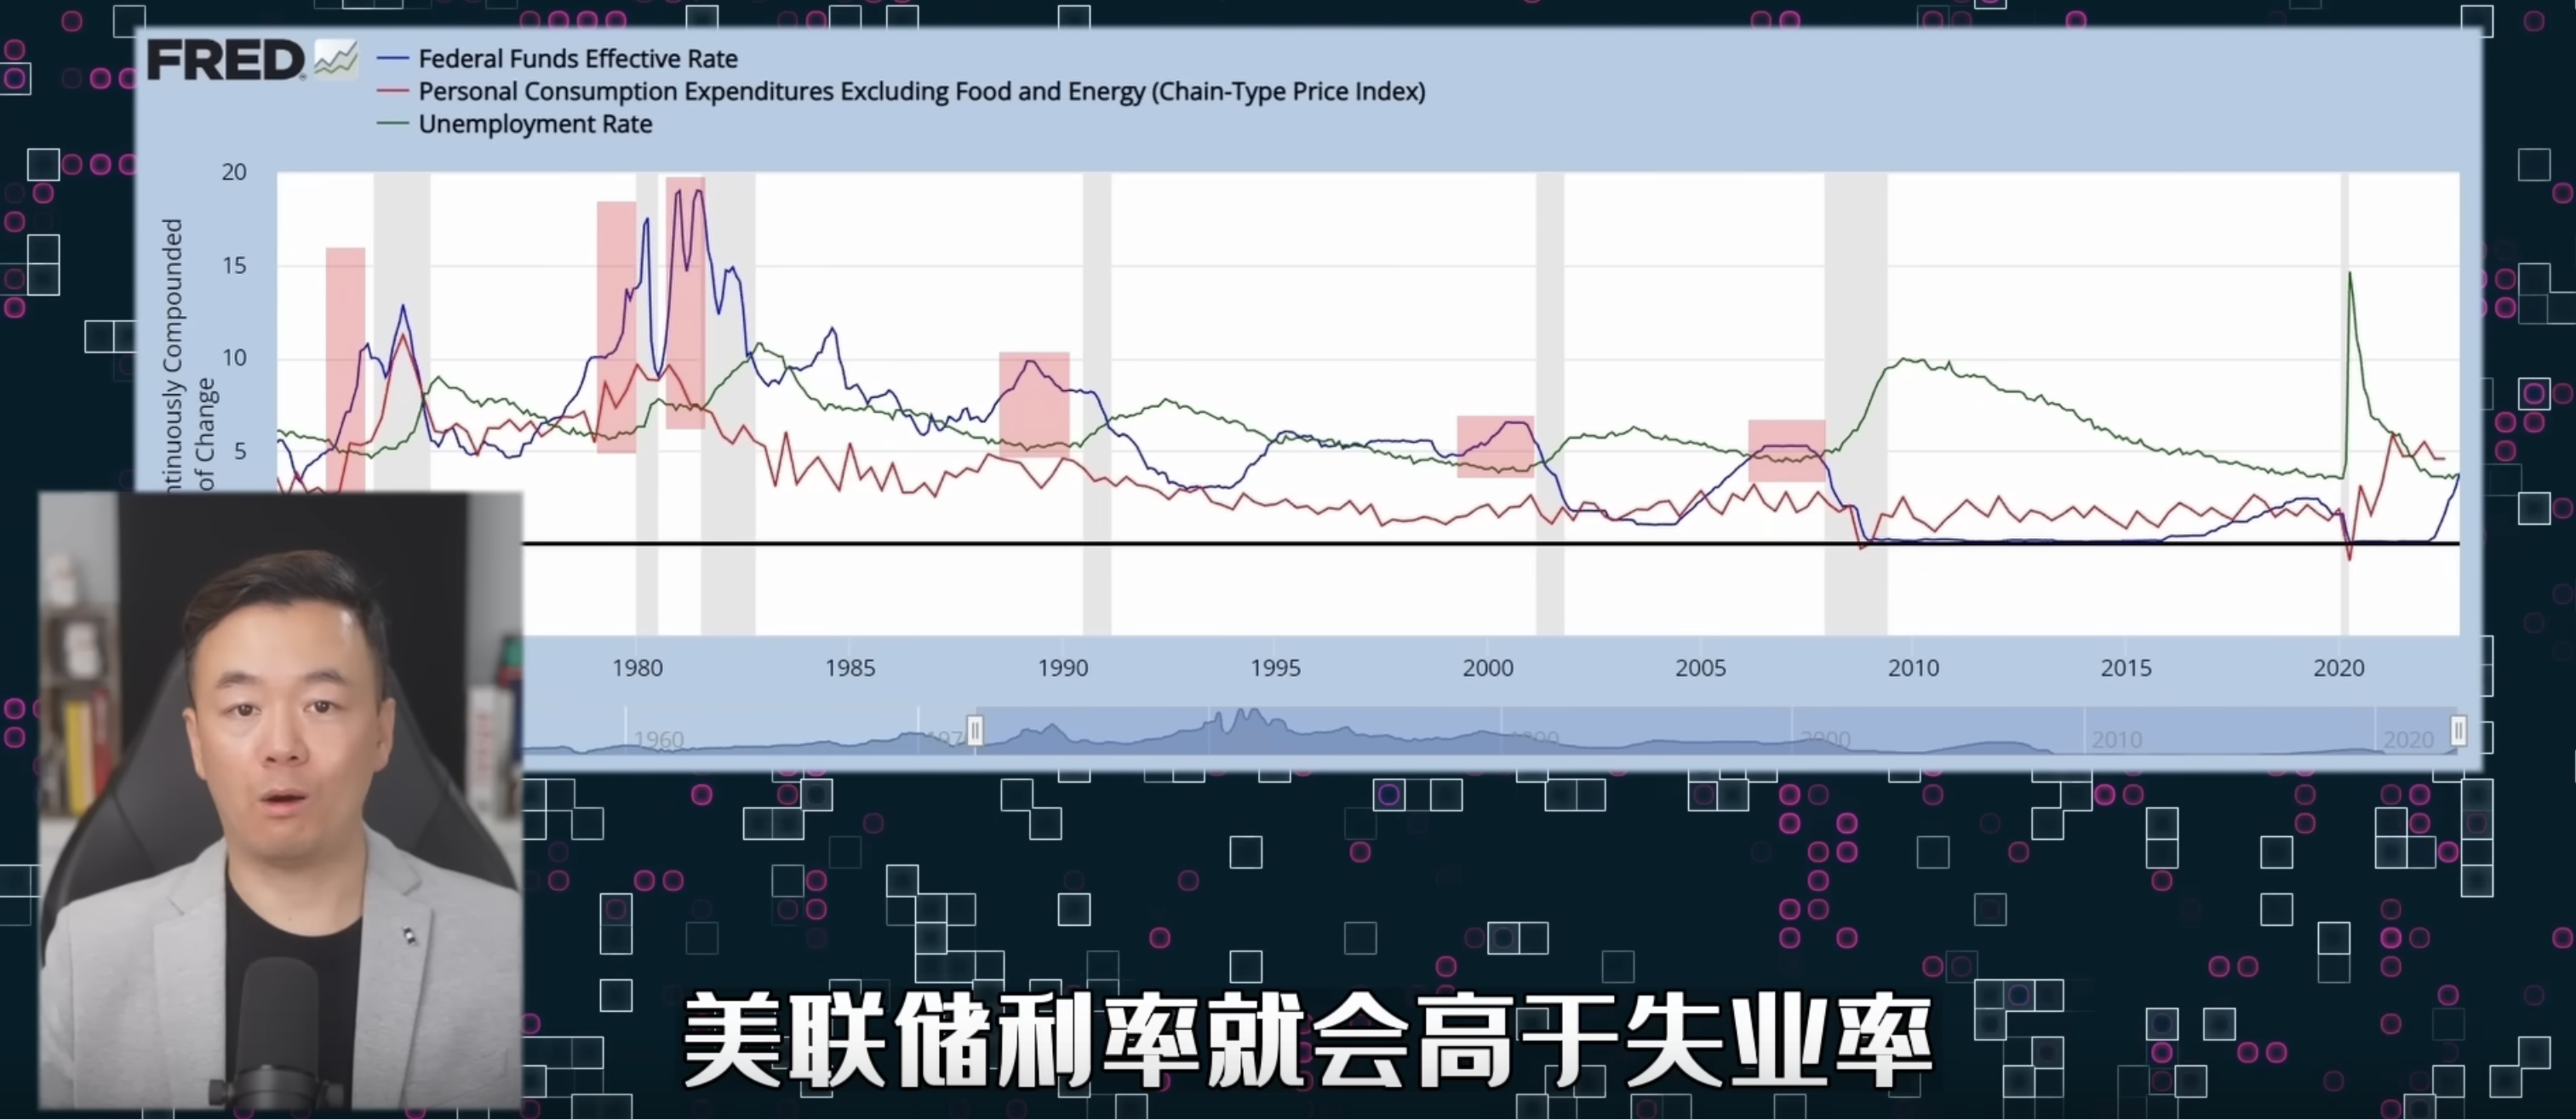 FRED
Federal Funds Effective Rate
Personal Consumption Expenditures Excluding Food and Energy (Chain-Type Price Index)
Unemployment Rate
20
15
10
5
ntinuously Compounded
of Change
1980
1985
1990
1995
2000
2005
2010
2015
2020
1960
197
1990
2000
2010
2020
美联储利率就会高于失业率